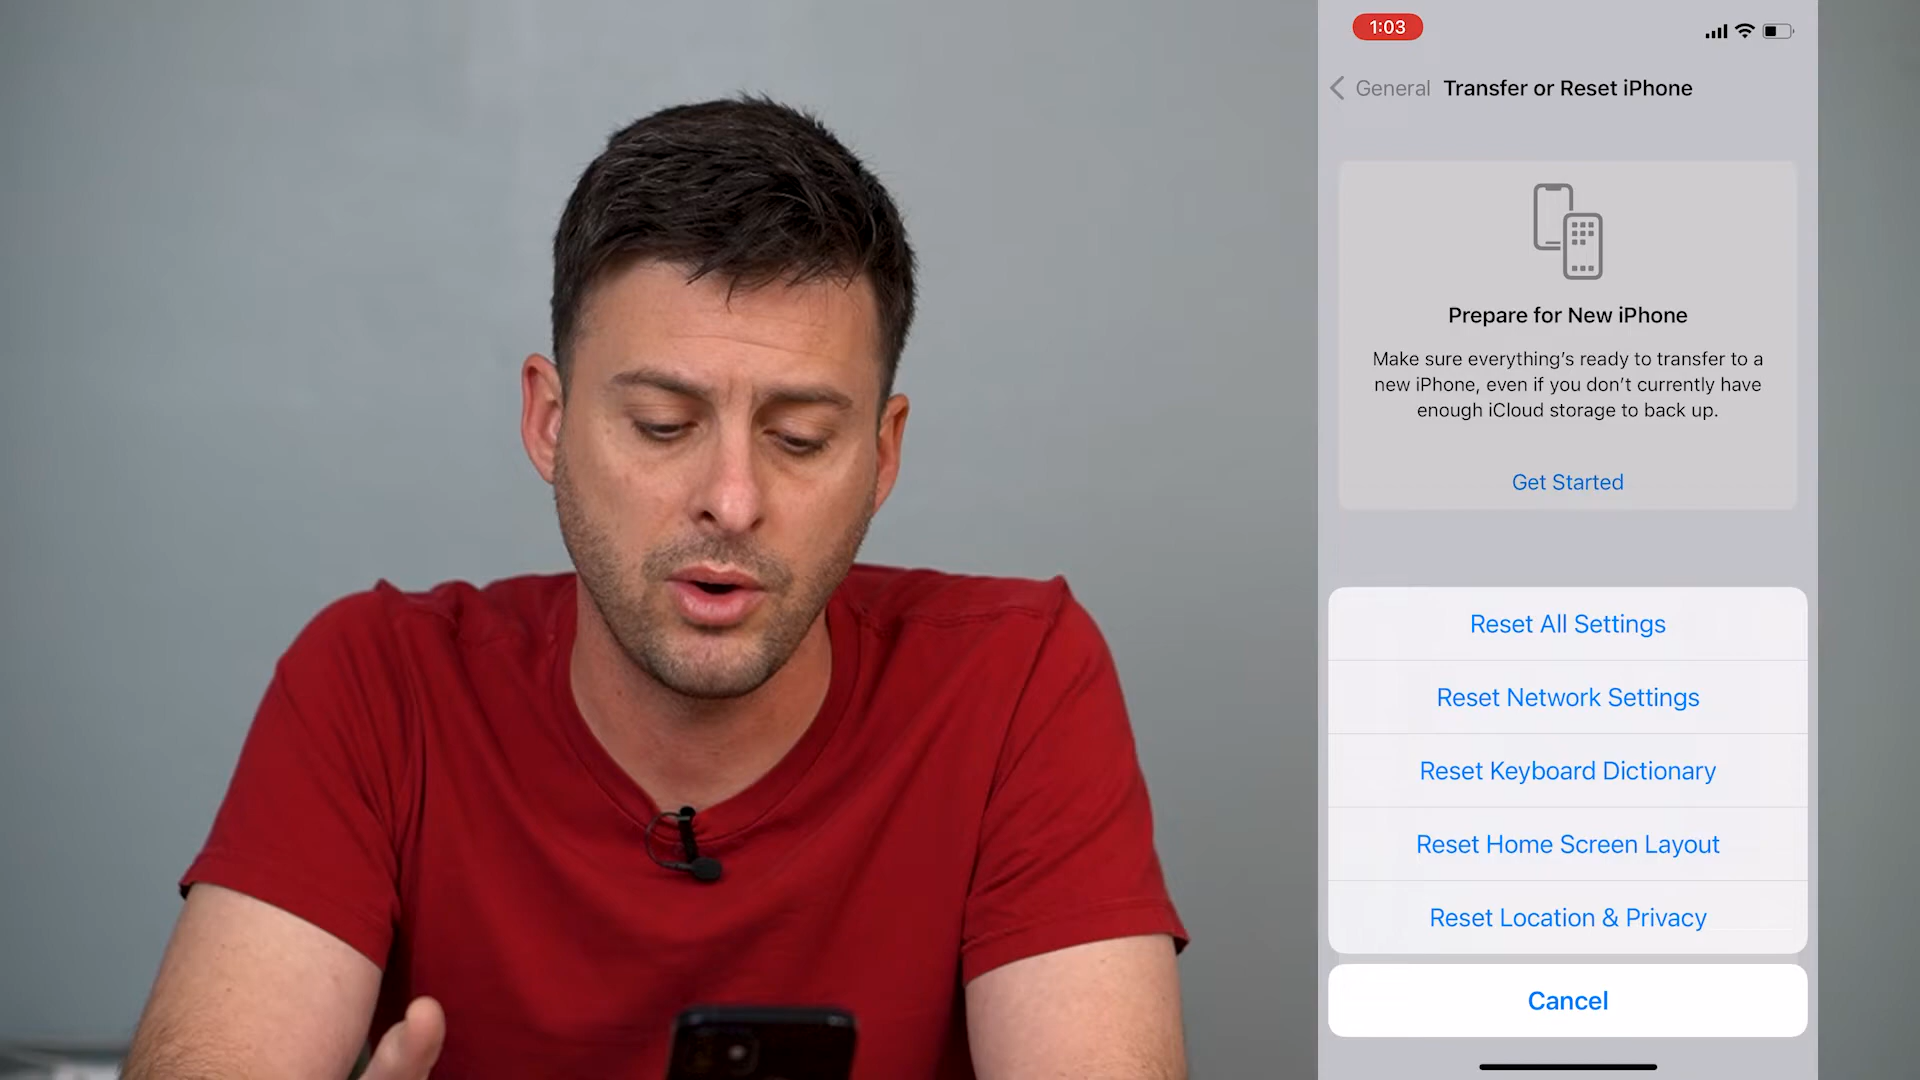 1:03
General Transfer or Reset iPhone
Prepare for New iPhone
Make sure everything's ready to transfer to a
new iPhone, even if you don't currently have
enough iCloud storage to back up.
Get Started
Reset All Settings
Reset Network Settings
Reset Keyboard Dictionary
Reset Home Screen Layout
Reset Location & Privacy
Cancel